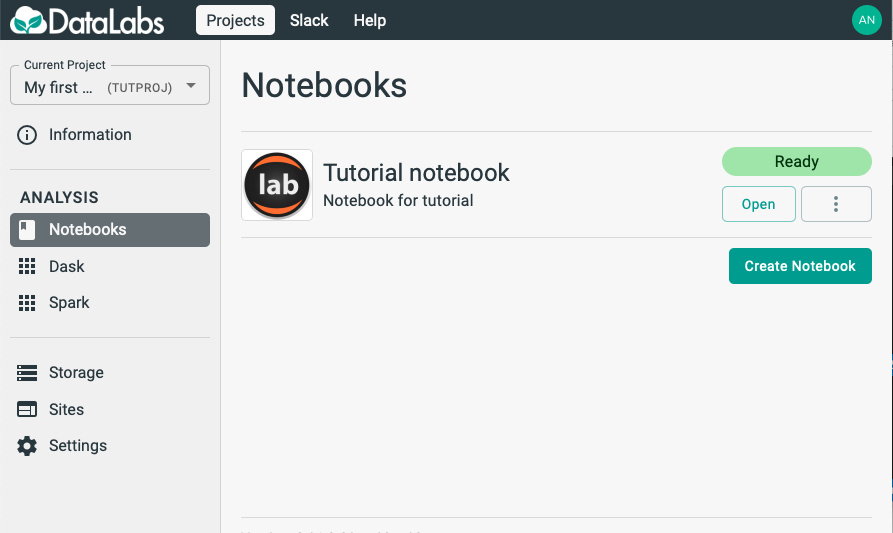 DataLabs
Projects
Slack
Help
AN
Current Project
My first ... (TUTPROJ)
Information
ANALYSIS
Notebooks
Dask
Spark
Storage
Sites
Settings
Notebooks
lab
Tutorial notebook
Notebook for tutorial
Ready
Open
Create Notebook